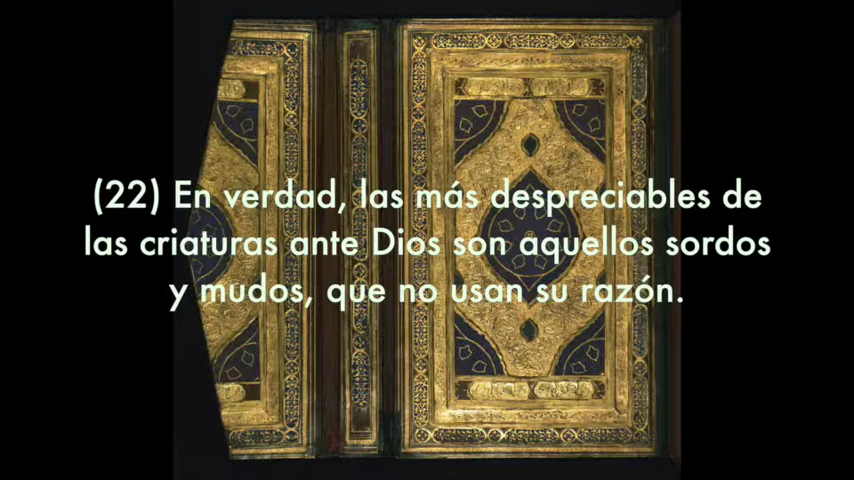 (22) En verdad, las más despreciables de
las criaturas ante Dios son aquellos sordos
y mudos, que no usan su razón.